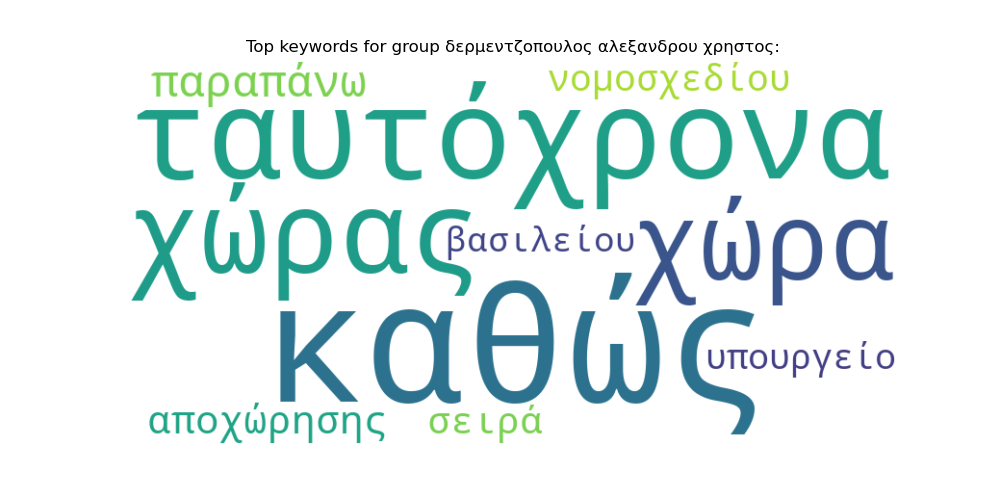 Top keywords for group δερμεντζοπουλος αλεξανδρου χρηστος:
παραπάνω νομοσχεδίου
ταυτόχρονα
χώρας βασιλείου χώρα
καθώς υπουργείο
αποχώρησης σειρά